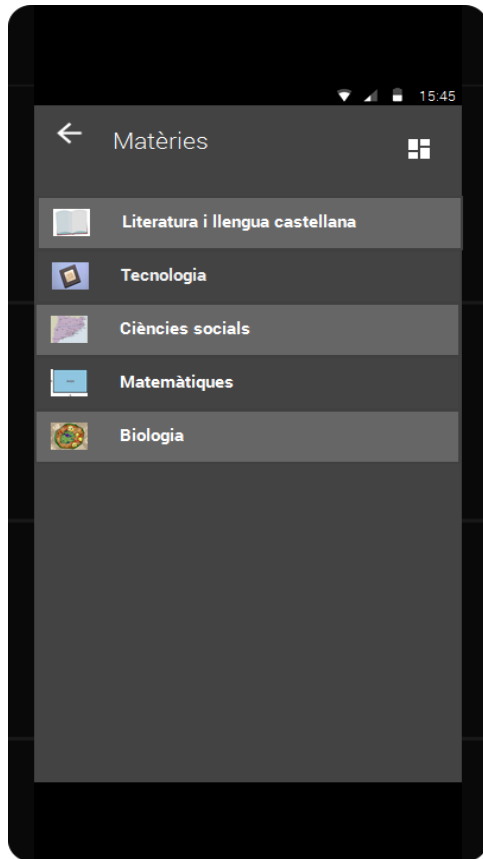 15:45
Matèries
Literatura i llengua castellana
Tecnologia
Ciències socials
Matemàtiques
Biologia